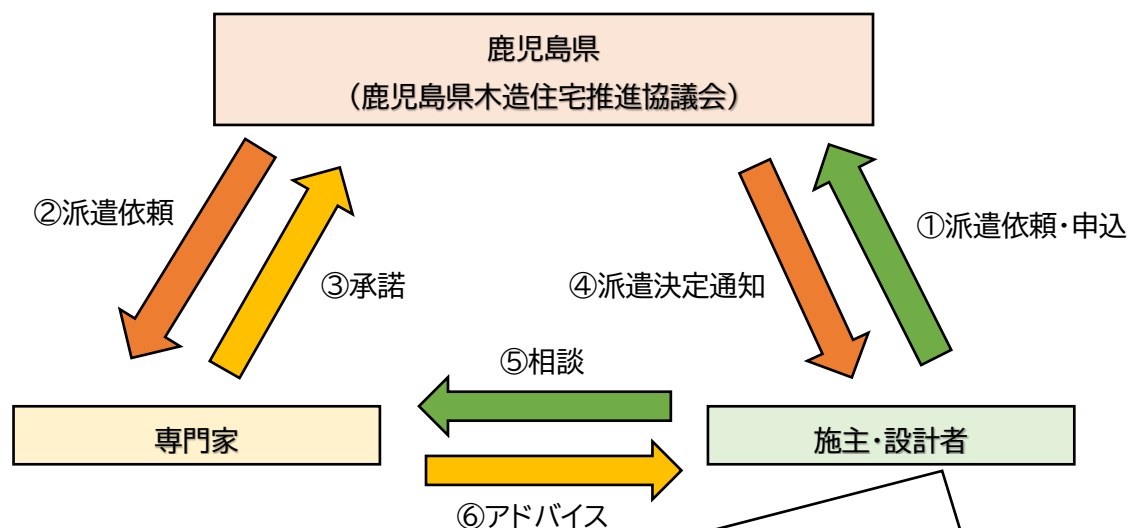 鹿児島県
（鹿児島県木造住宅推進協議会）
②派遣依頼
①派遣依頼・申込
③承諾
④派遣決定通知
⑤相談
専門家
施主・設計者
⑥アドバイス